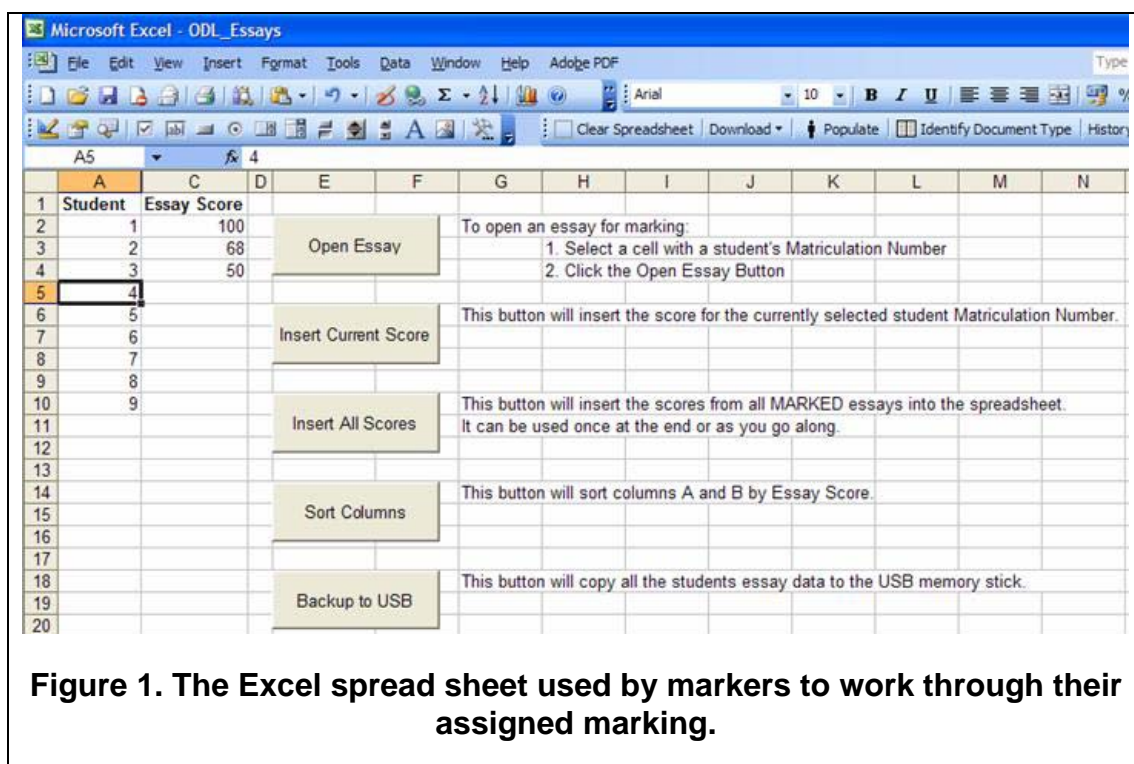 Microsoft Excel - ODL_Essays
File Edit View Insert Format Tools Data Window Help Adobe PDF Type
Arial 10 B I U %
Clear Spreadsheet Download Populate Identify Document Type History
A5 fx 4
A C D E F G H I J K L M N
1 Student Essay Score
2 1 100 To open an essay for marking:
3 2 68 Open Essay 1. Select a cell with a student's Matriculation Number
4 3 50 2. Click the Open Essay Button
5 4
6 5 This button will insert the score for the currently selected student Matriculation Number.
7 6 Insert Current Score
8 7
9 8
10 9 This button will insert the scores from all MARKED essays into the spreadsheet.
11 Insert All Scores It can be used once at the end or as you go along.
12
13
14 This button will sort columns A and B by Essay Score.
15 Sort Columns
16
17
18 This button will copy all the students essay data to the USB memory stick.
19 Backup to USB
20
Figure 1. The Excel spread sheet used by markers to work through their
assigned marking.